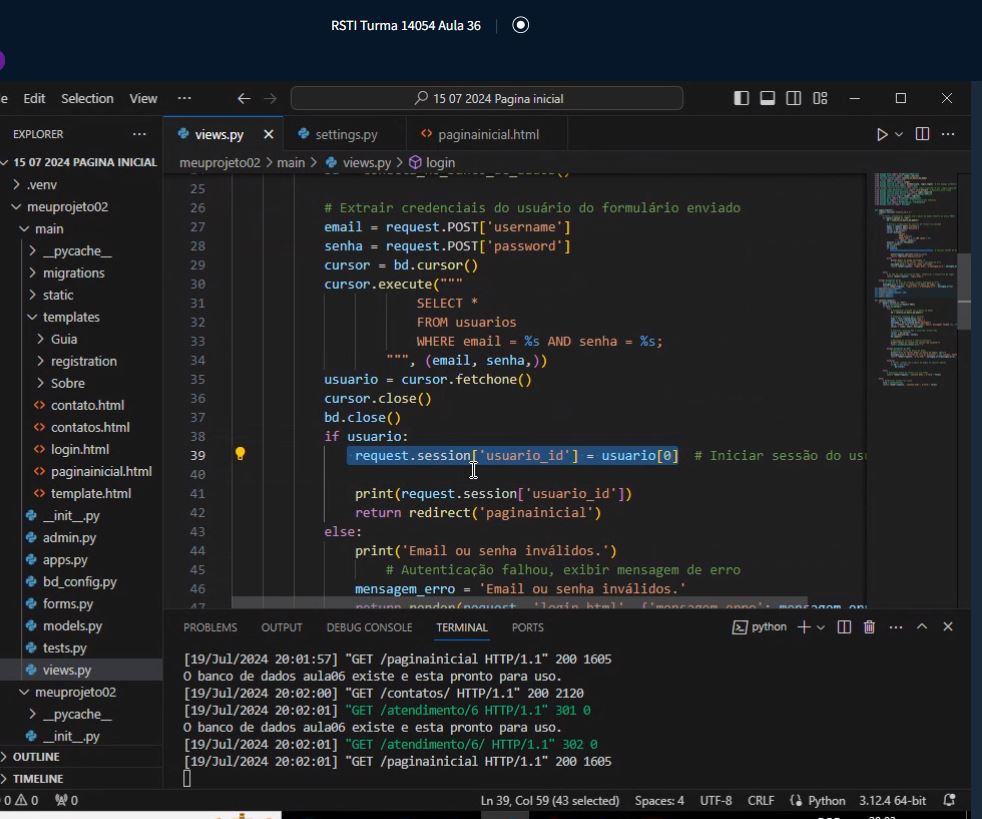 RSTI Turma 14054 Aula 36
Edit Selection View ··· 15 07 2024 Pagina inicial
EXPLORER ···
15 07 2024 PAGINA INICIAL
.venv
meuprojeto02
main
__pycache__
migrations
static
templates
Guia
registration
Sobre
contato.html
contatos.html
login.html
paginainicial.html
template.html
__init__.py
admin.py
apps.py
bd_config.py
forms.py
models.py
tests.py
views.py
meuprojeto02
__pycache__
__init__.py
OUTLINE
TIMELINE
views.py settings.py paginainicial.html
meuprojeto02 > main > views.py > login
25
26 # Extrair credenciais do usuário do formulário enviado
27 email = request.POST['username']
28 senha = request.POST['password']
29 cursor = bd.cursor()
30 cursor.execute("""
31 SELECT *
32 FROM usuarios
33 WHERE email = %s AND senha = %s;
34 """, (email, senha,))
35 usuario = cursor.fetchone()
36 cursor.close()
37 bd.close()
38 if usuario:
39 request.session['usuario_id'] = usuario[0] # Iniciar sessão do
40
41 print(request.session['usuario_id'])
42 return redirect('paginainicial')
43 else:
44 print('Email ou senha inválidos.')
45 # Autenticação falhou, exibir mensagem de erro
46 mensagem_erro = 'Email ou senha inválidos.'
PROBLEMS OUTPUT DEBUG CONSOLE TERMINAL PORTS python
[19/Jul/2024 20:01:57] "GET /paginainicial HTTP/1.1" 200 1605
O banco de dados aula06 existe e esta pronto para uso.
[19/Jul/2024 20:02:00] "GET /contatos/ HTTP/1.1" 200 2120
[19/Jul/2024 20:02:01] "GET /atendimento/6 HTTP/1.1" 301 0
O banco de dados aula06 existe e esta pronto para uso.
[19/Jul/2024 20:02:01] "GET /atendimento/6/ HTTP/1.1" 302 0
[19/Jul/2024 20:02:01] "GET /paginainicial HTTP/1.1" 200 1605
0 0 0 Ln 39, Col 59 (43 selected) Spaces: 4 UTF-8 CRLF Python 3.12.4 64-bit